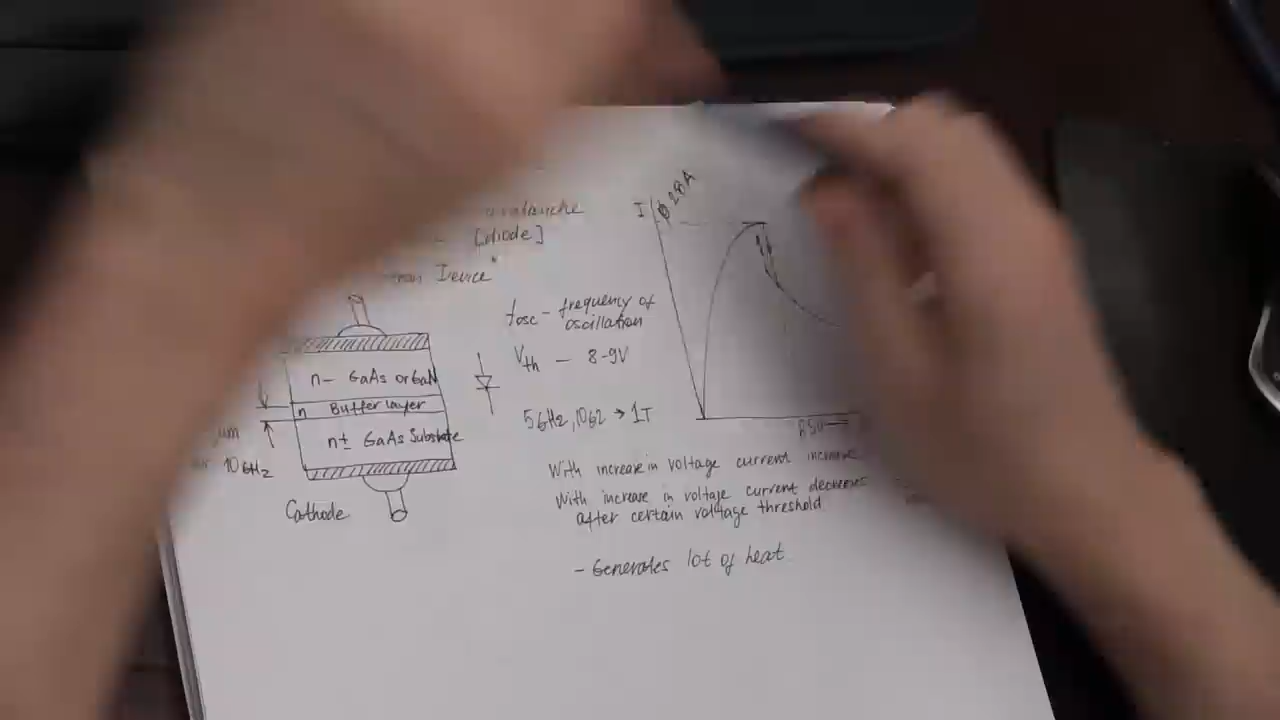 avalanche
[diode]
Device"
fosc - frequency of
oscillation
Vth - 8-9V
5GHz, 10G2 → 1T
n- GaAs or GaN
n Buffer layer
n± GaAs Substrate
10GHz
Cathode
I
With increase in voltage current increase
With increase in voltage current decreases
after certain voltage threshold
- Generates lot of heat